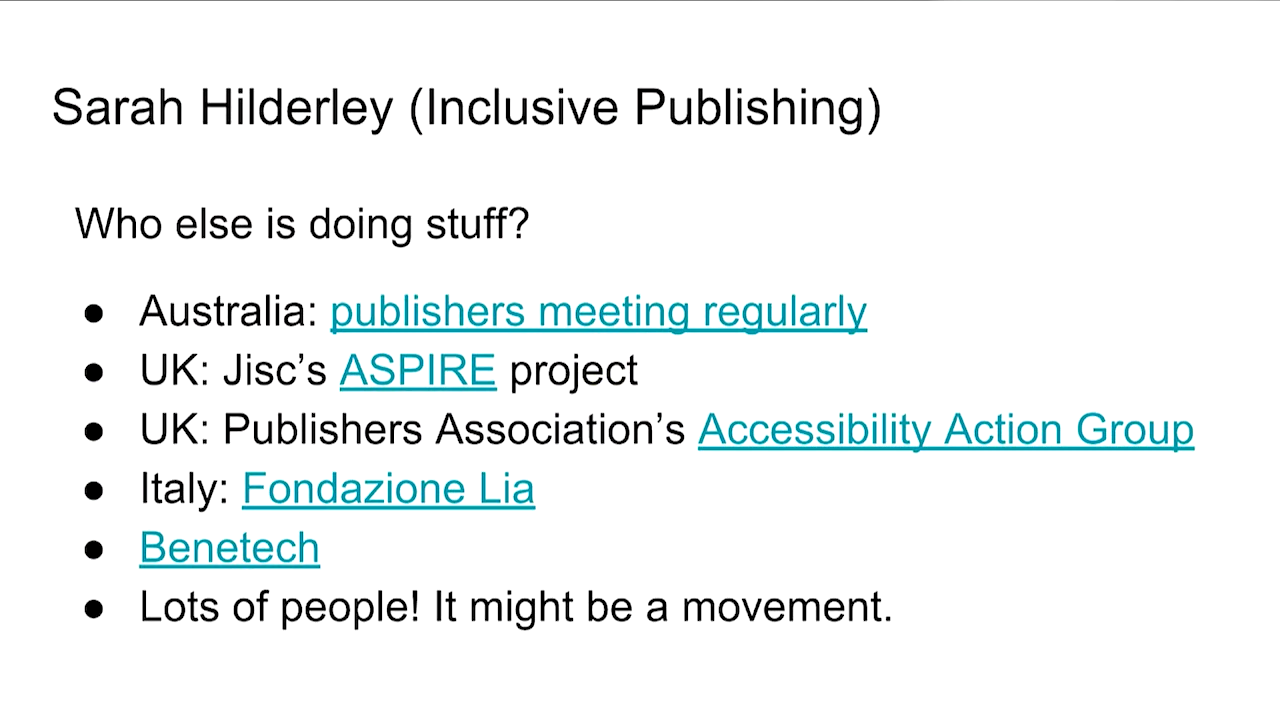 Sarah Hilderley (Inclusive Publishing)
Who else is doing stuff?
● Australia: publishers meeting regularly
● UK: Jisc’s ASPIRE project
● UK: Publishers Association’s Accessibility Action Group
● Italy: Fondazione Lia
● Benetech
● Lots of people! It might be a movement.